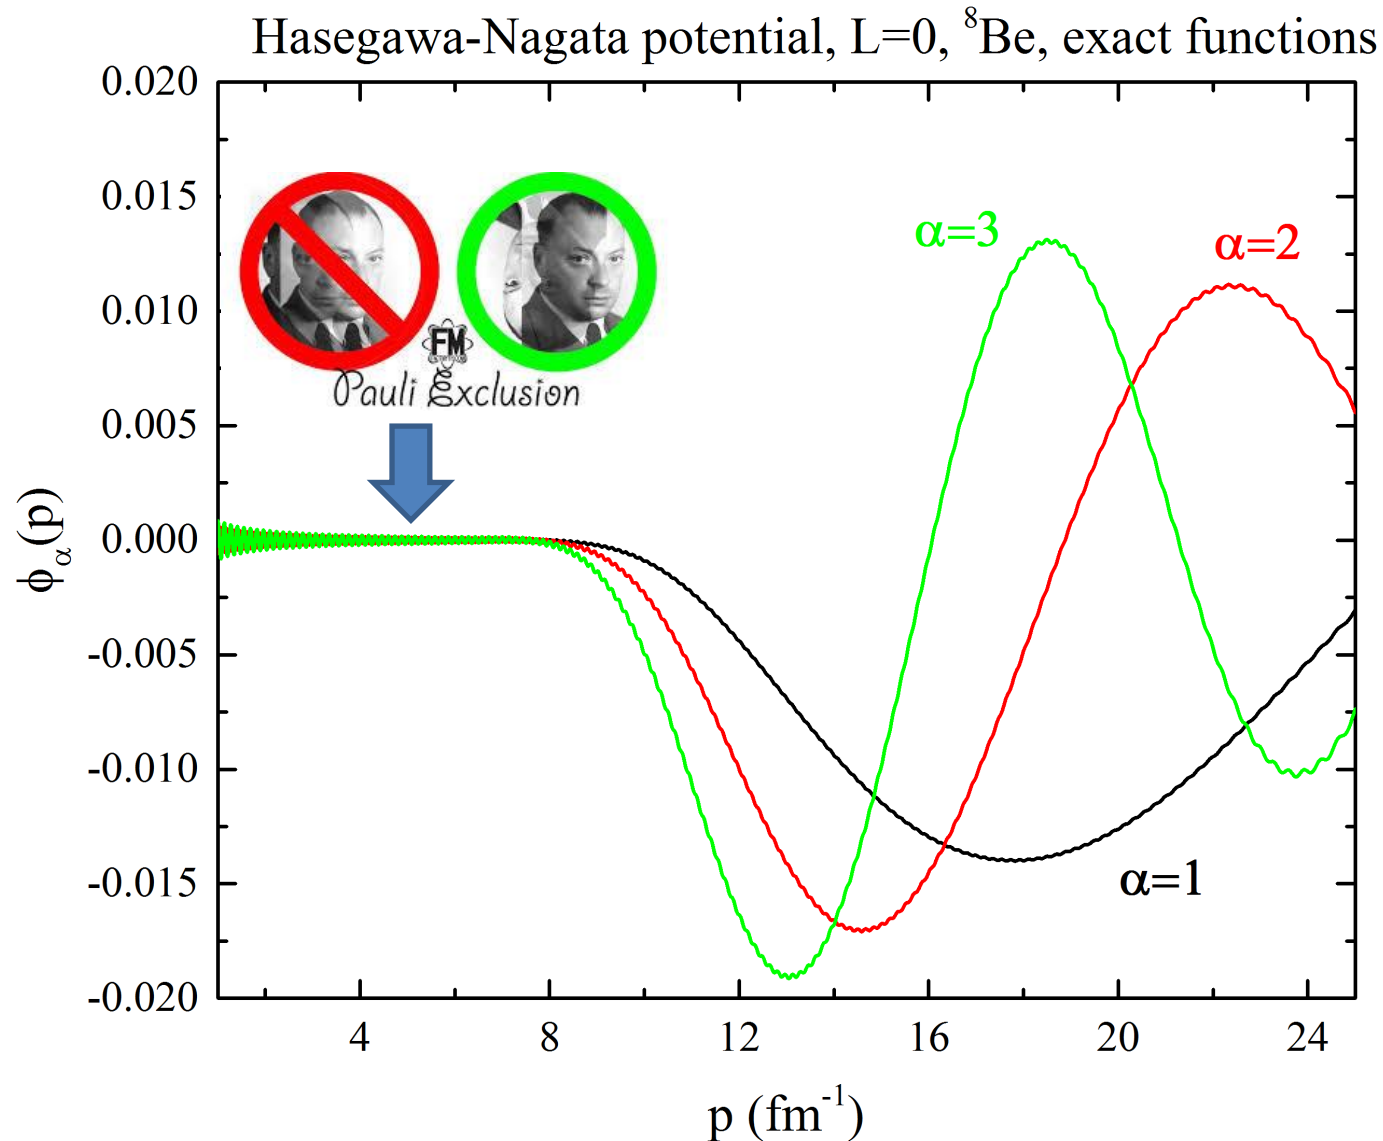 Hasegawa-Nagata potential, L=0, ⁸Be, exact functions
0.020
0.015
0.010
0.005
0.000
-0.005
-0.010
-0.015
-0.020
ϕα(p)
α=3
α=2
α=1
FM
Pauli Exclusion
4 8 12 16 20 24
p (fm⁻¹)